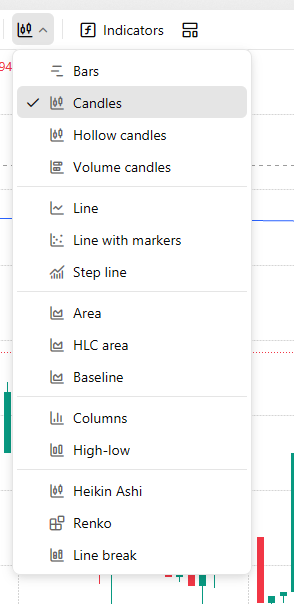 Indicators
94
Bars
Candles
Hollow candles
Volume candles
Line
Line with markers
Step line
Area
HLC area
Baseline
Columns
High-low
Heikin Ashi
Renko
Line break